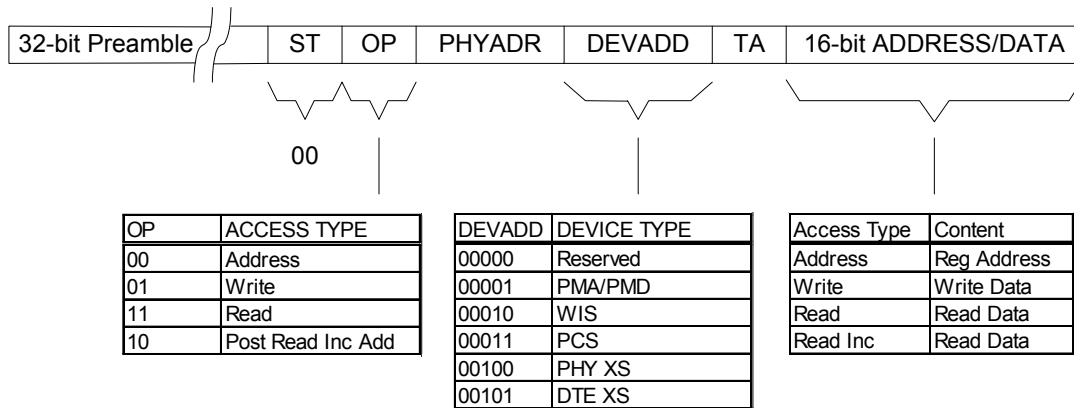 32-bit Preamble ST OP PHYADR DEVADD TA 16-bit ADDRESS/DATA
00
OP ACCESS TYPE
00 Address
01 Write
11 Read
10 Post Read Inc Add
DEVADD DEVICE TYPE
00000 Reserved
00001 PMA/PMD
00010 WIS
00011 PCS
00100 PHY XS
00101 DTE XS
Access Type Content
Address Reg Address
Write Write Data
Read Read Data
Read Inc Read Data